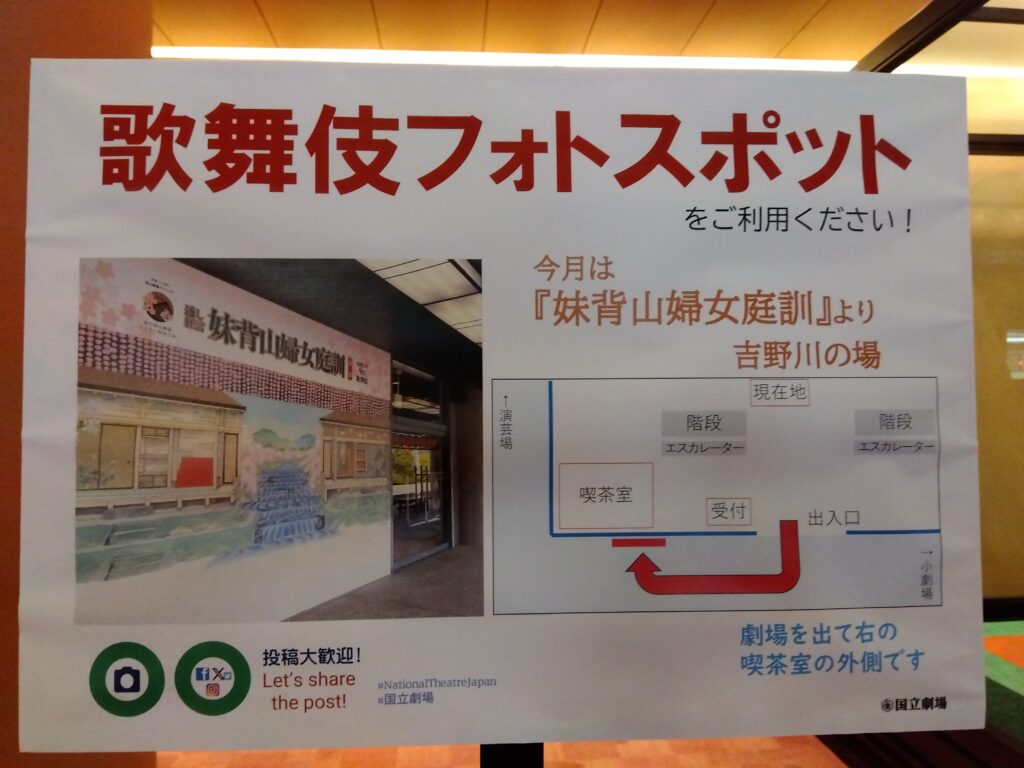 歌舞伎フォトスポット
をご利用ください！
今月は
『妹背山婦女庭訓』より
吉野川の場
妹背山婦女庭訓
現在地
↑演芸場
階段
エスカレーター
階段
エスカレーター
喫茶室
受付
出入口
→小劇場
劇場を出て右の
喫茶室の外側です
投稿大歓迎！
Let's share
the post!
#NationalTheatreJapan
#国立劇場
国立劇場